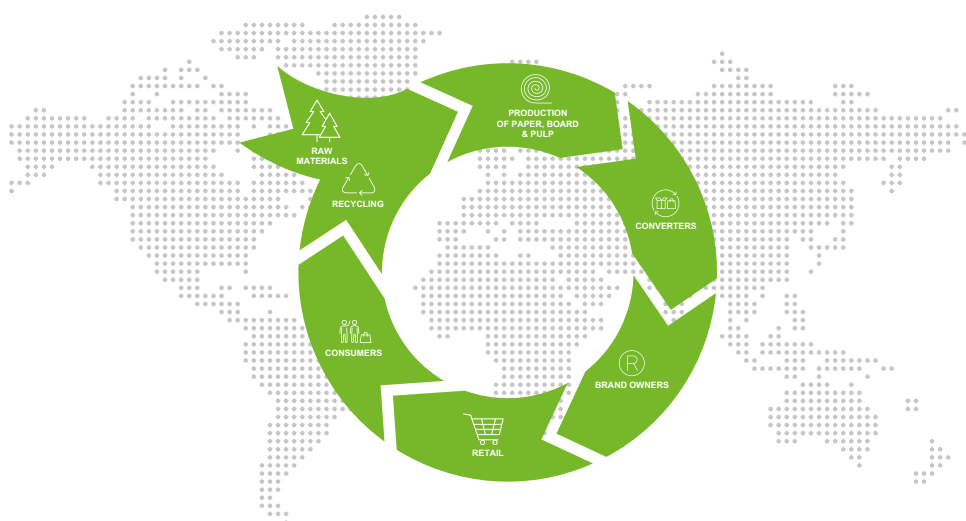 RAW
MATERIALS
RECYCLING
PRODUCTION
OF PAPER, BOARD
& PULP
CONVERTERS
R
BRAND OWNERS
RETAIL
CONSUMERS